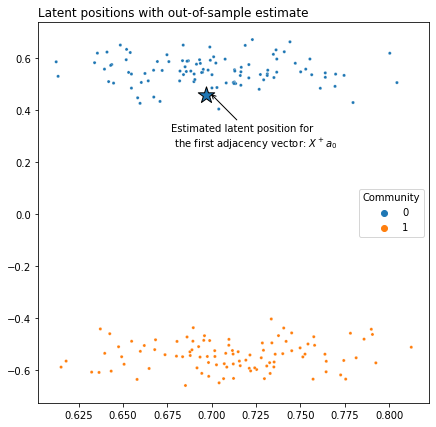 Latent positions with out-of-sample estimate
0.6
0.4
Estimated latent position for
the first adjacency vector: X⁺a₀
0.2
Community
0
1
0.0
−0.2
−0.4
−0.6
0.625 0.650 0.675 0.700 0.725 0.750 0.775 0.800